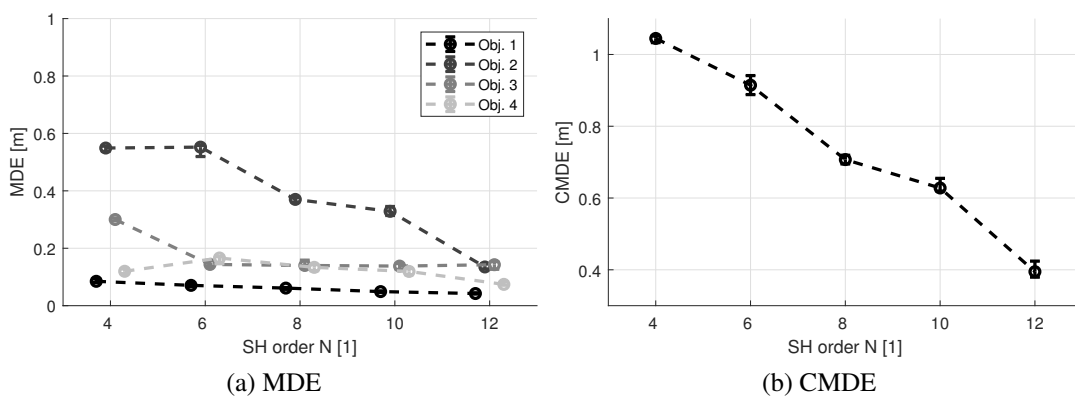 1
0.8
0.6
0.4
0.2
0
MDE [m]
4 6 8 10 12
SH order N [1]
Obj. 1
Obj. 2
Obj. 3
Obj. 4
(a) MDE
1
0.8
0.6
0.4
CMDE [m]
4 6 8 10 12
SH order N [1]
(b) CMDE